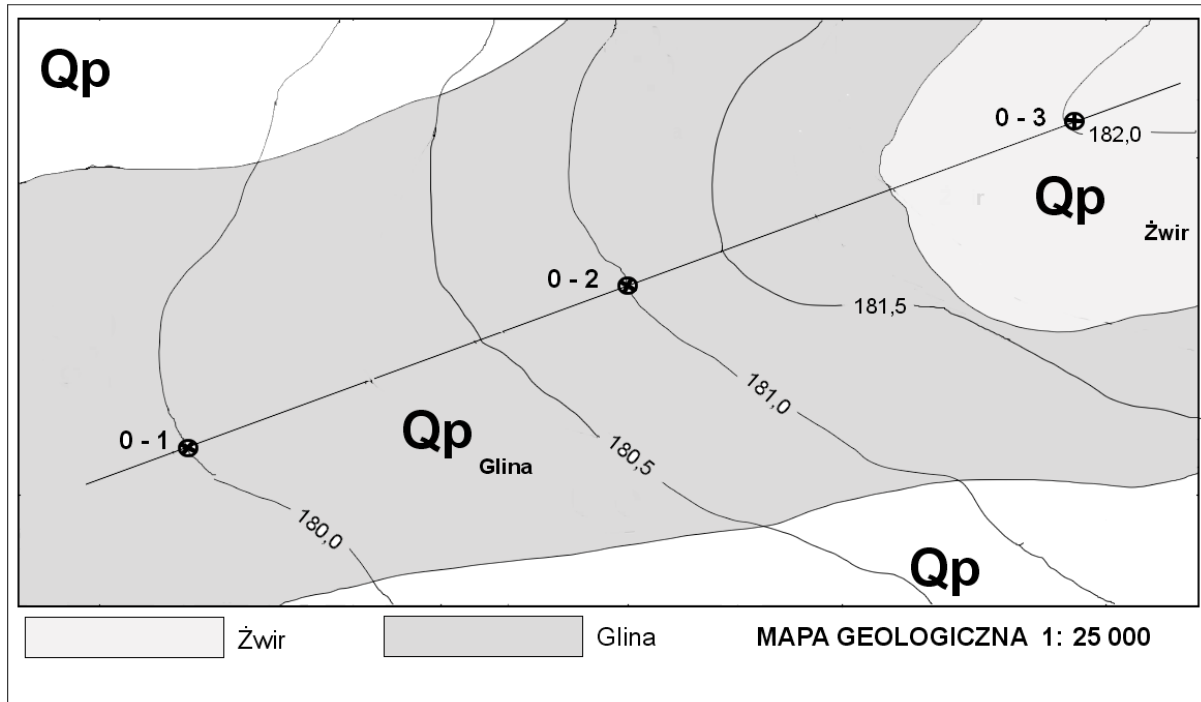 Qp
0 - 3
182,0
Qp
Żwir
0 - 2
181,5
181,0
0 - 1
Qp
Glina
180,5
180,0
Qp
Żwir
Glina
MAPA GEOLOGICZNA 1: 25 000